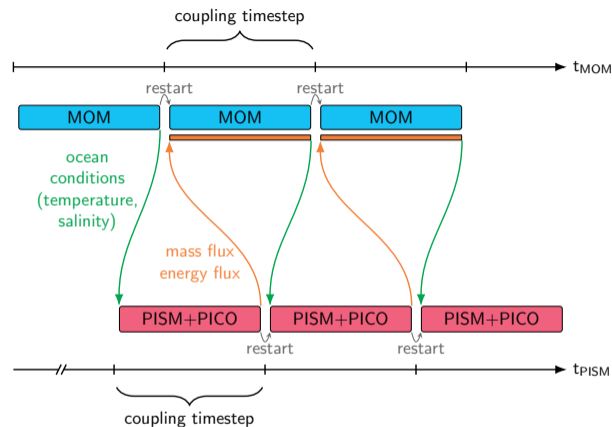 coupling timestep
t_MOM
restart
restart
MOM
MOM
MOM
ocean
conditions
(temperature,
salinity)
mass flux
energy flux
PISM+PICO
PISM+PICO
PISM+PICO
restart
restart
t_PISM
coupling timestep